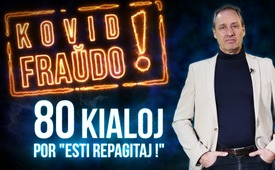 KOVID
FRAŬDO!
80 KIALOJ
POR "ESTI REPAGITAJ !"